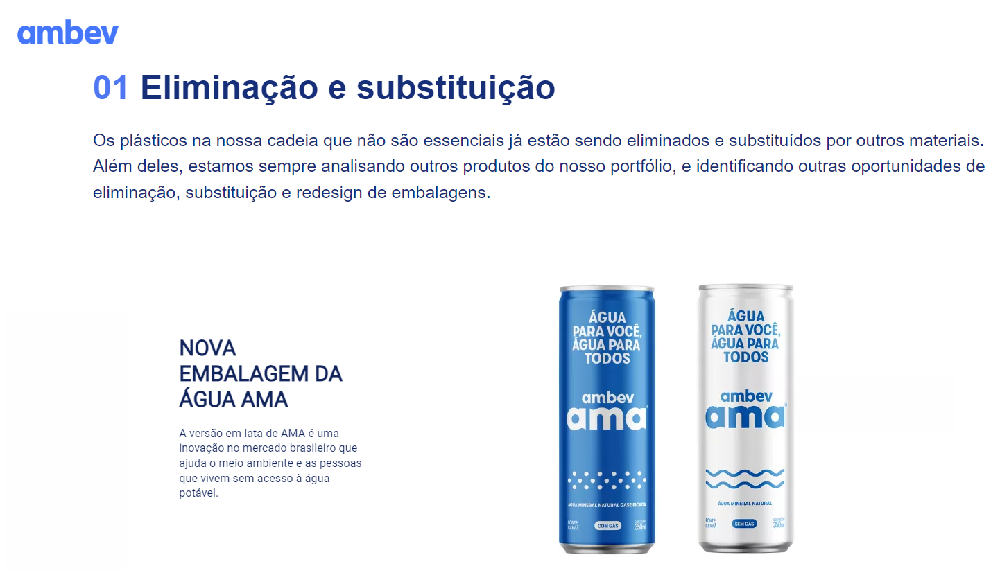 ambev
01 Eliminação e substituição
Os plásticos na nossa cadeia que não são essenciais já estão sendo eliminados e substituídos por outros materiais.
Além deles, estamos sempre analisando outros produtos do nosso portfólio, e identificando outras oportunidades de
eliminação, substituição e redesign de embalagens.
NOVA
EMBALAGEM DA
ÁGUA AMA
A versão em lata de AMA é uma
inovação no mercado brasileiro que
ajuda o meio ambiente e as pessoas
que vivem sem acesso à água
potável.
ÁGUA
PARA VOCÊ,
ÁGUA PARA
TODOS
ambev
ama
ÁGUA MINERAL NATURAL GASEIFICADA
FONTE
CANAÃ
COM GÁS
CONTEÚDO
350ml
ÁGUA
PARA VOCÊ,
ÁGUA PARA
TODOS
ambev
ama
ÁGUA MINERAL NATURAL
FONTE
CANAÃ
SEM GÁS
CONTEÚDO
350ml